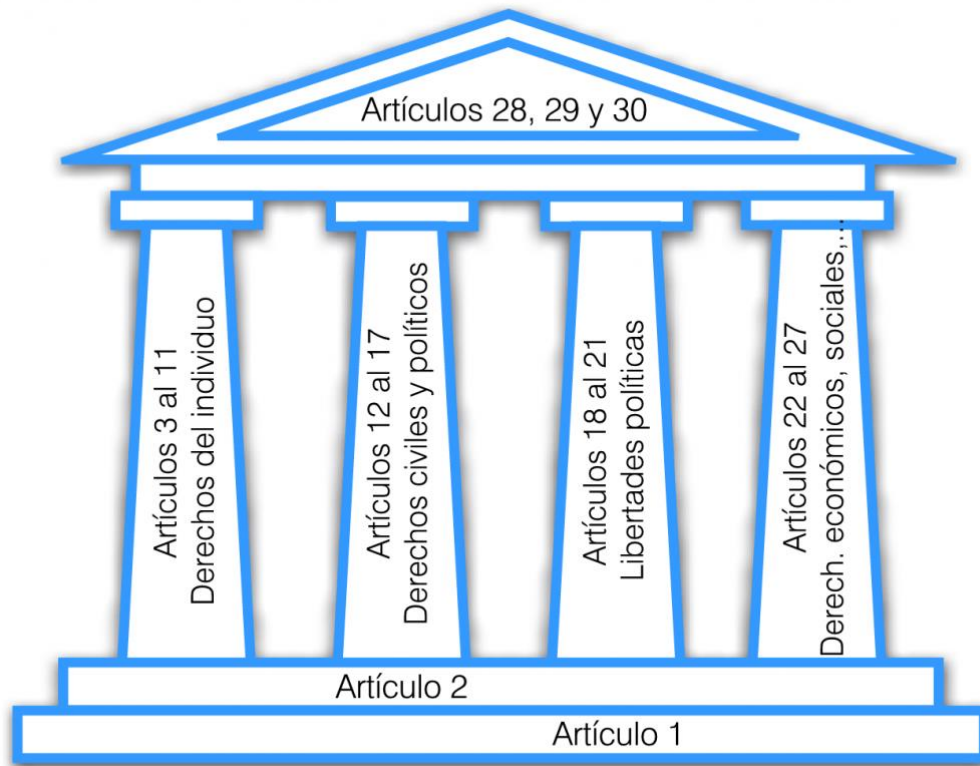 Artículos 28, 29 y 30
Artículos 3 al 11
Derechos del individuo
Artículos 12 al 17
Derechos civiles y políticos
Artículos 18 al 21
Libertades políticas
Artículos 22 al 27
Derech. económicos, sociales,...
Artículo 2
Artículo 1